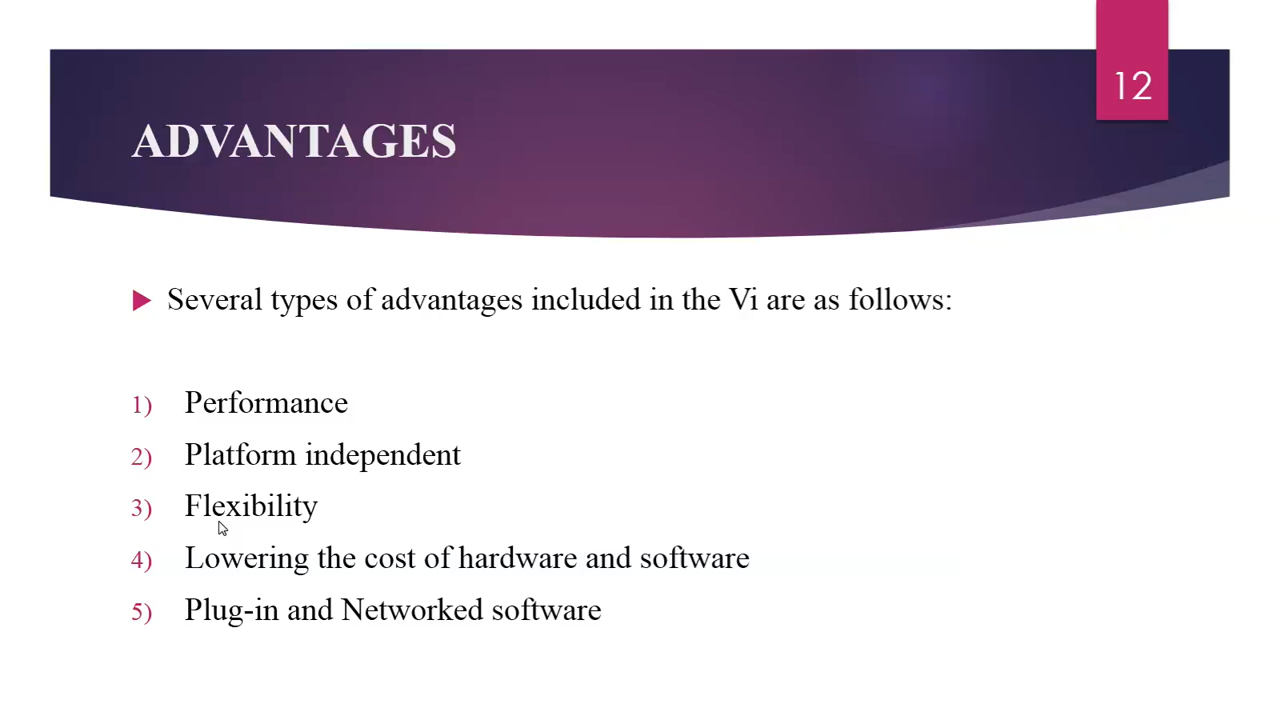 12
ADVANTAGES
Several types of advantages included in the Vi are as follows:
1) Performance
2) Platform independent
3) Flexibility
4) Lowering the cost of hardware and software
5) Plug-in and Networked software